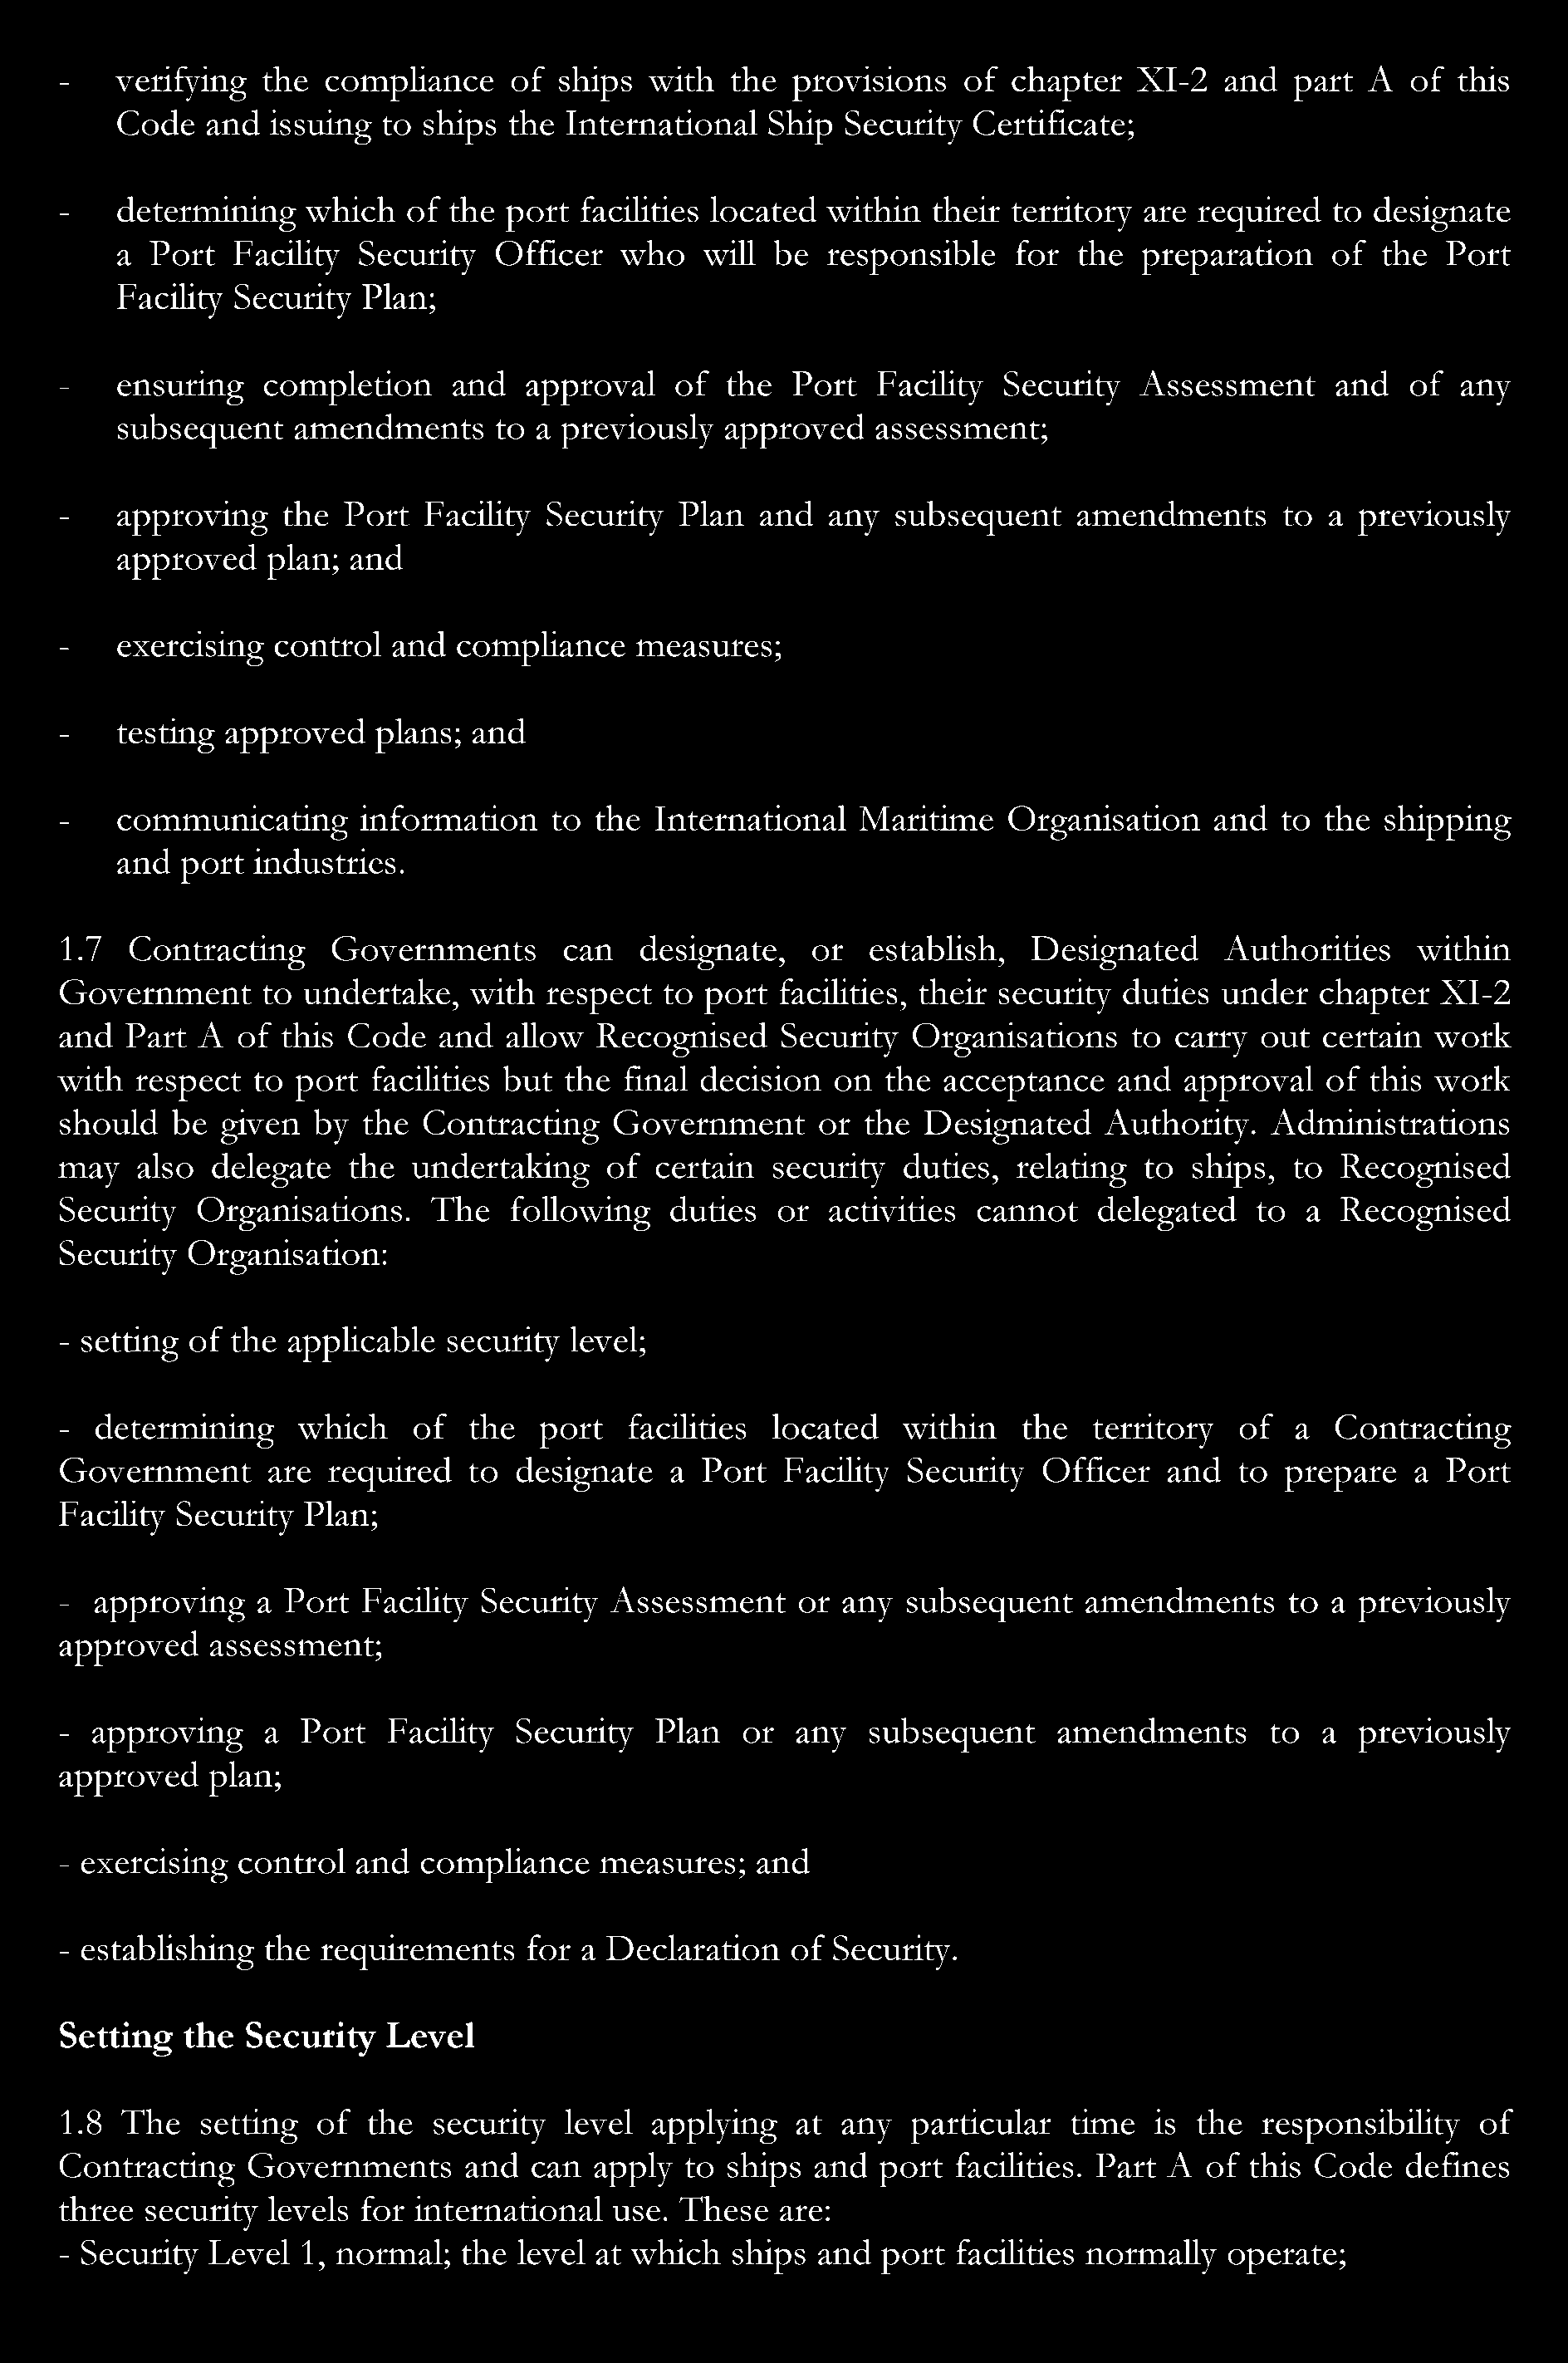 - verifying the compliance of ships with the provisions of chapter XI-2 and part A of this
Code and issuing to ships the International Ship Security Certificate;
- determining which of the port facilities located within their territory are required to designate
a Port Facility Security Officer who will be responsible for the preparation of the Port
Facility Security Plan;
- ensuring completion and approval of the Port Facility Security Assessment and of any
subsequent amendments to a previously approved assessment;
- approving the Port Facility Security Plan and any subsequent amendments to a previously
approved plan; and
- exercising control and compliance measures;
- testing approved plans; and
- communicating information to the International Maritime Organisation and to the shipping
and port industries.
1.7 Contracting Governments can designate, or establish, Designated Authorities within
Government to undertake, with respect to port facilities, their security duties under chapter XI-2
and Part A of this Code and allow Recognised Security Organisations to carry out certain work
with respect to port facilities but the final decision on the acceptance and approval of this work
should be given by the Contracting Government or the Designated Authority. Administrations
may also delegate the undertaking of certain security duties, relating to ships, to Recognised
Security Organisations. The following duties or activities cannot delegated to a Recognised
Security Organisation:
- setting of the applicable security level;
- determining which of the port facilities located within the territory of a Contracting
Government are required to designate a Port Facility Security Officer and to prepare a Port
Facility Security Plan;
- approving a Port Facility Security Assessment or any subsequent amendments to a previously
approved assessment;
- approving a Port Facility Security Plan or any subsequent amendments to a previously
approved plan;
- exercising control and compliance measures; and
- establishing the requirements for a Declaration of Security.
Setting the Security Level
1.8 The setting of the security level applying at any particular time is the responsibility of
Contracting Governments and can apply to ships and port facilities. Part A of this Code defines
three security levels for international use. These are:
- Security Level 1, normal; the level at which ships and port facilities normally operate;